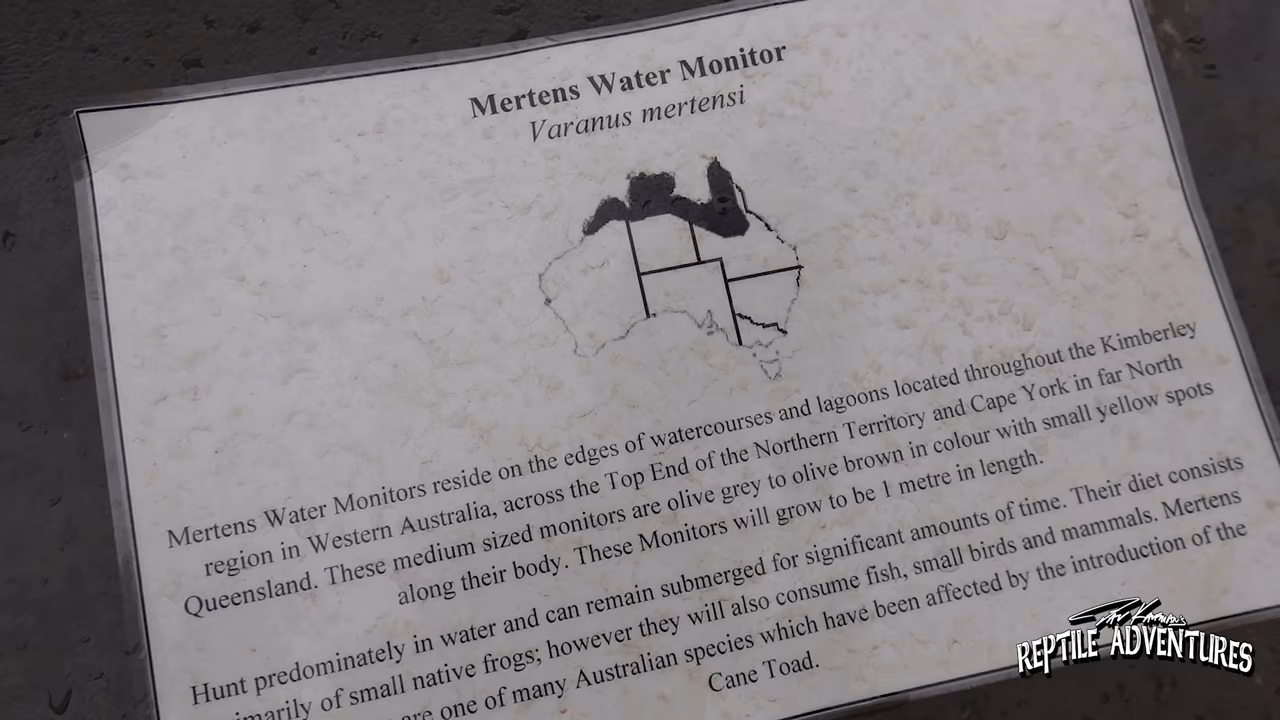 Mertens Water Monitor
Varanus mertensi
Mertens Water Monitors reside on the edges of watercourses and lagoons located throughout the Kimberley
region in Western Australia, across the Top End of the Northern Territory and Cape York in far North
Queensland. These medium sized monitors are olive grey to olive brown in colour with small yellow spots
along their body. These Monitors will grow to be 1 metre in length.
Hunt predominately in water and can remain submerged for significant amounts of time. Their diet consists
of small native frogs; however they will also consume fish, small birds and mammals. Mertens
are one of many Australian species which have been affected by the introduction of the
Cane Toad.
REPTILE ADVENTURES